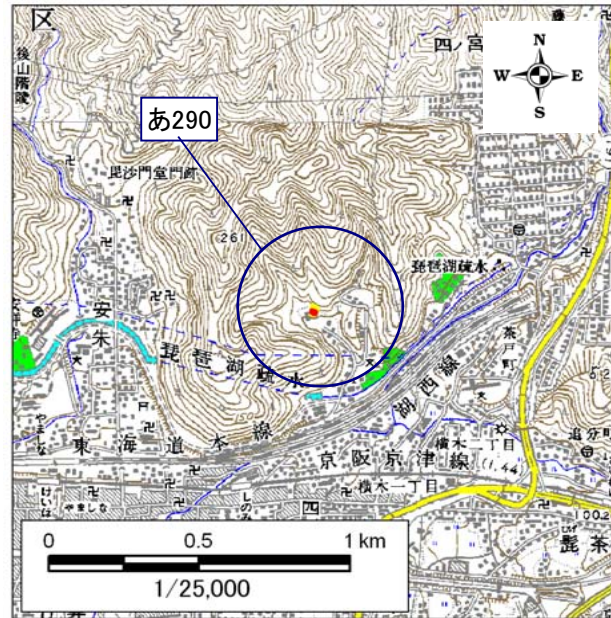 区
後山階陵
四ノ宮
N
W E
S
あ290
毘沙門堂門跡
261
琵琶湖疏水
安朱
琵琶湖疏水
茶戸町
湖西線
東海道本線
追分町
横木二丁目
京阪京津線
横木一丁目
やましな
やましな
しのみ
四
髭茶
0 0.5 1 km
1/25,000